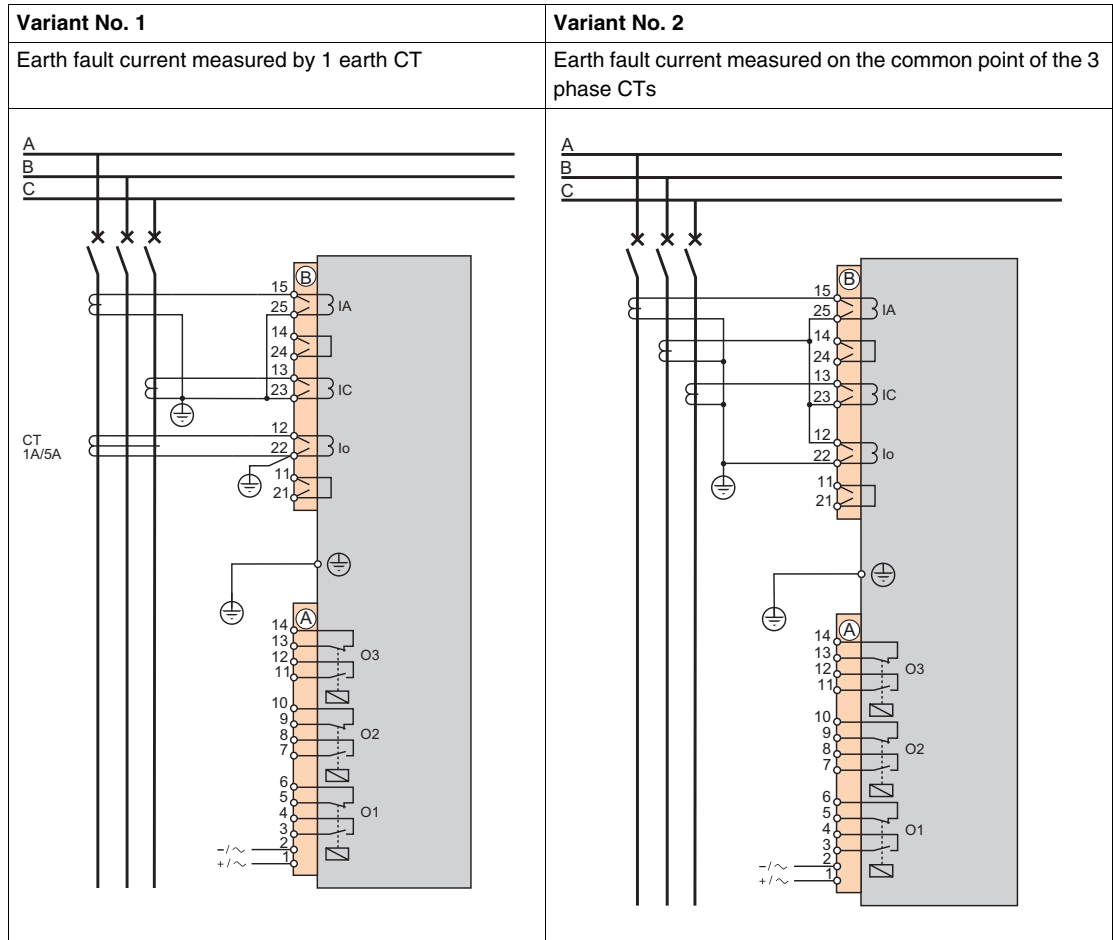 Variant No. 1
Variant No. 2
Earth fault current measured by 1 earth CT
Earth fault current measured on the common point of the 3
phase CTs
A
B
C
B
15
25
IA
14
24
13
23
IC
CT
1A/5A
12
22
Io
11
21
A
14
13
12
11
O3
10
9
8
7
O2
6
5
4
3
O1
2
1
–/~
+/~
A
B
C
B
15
25
IA
14
24
13
23
IC
12
22
Io
11
21
A
14
13
12
11
O3
10
9
8
7
O2
6
5
4
3
O1
2
1
–/~
+/~